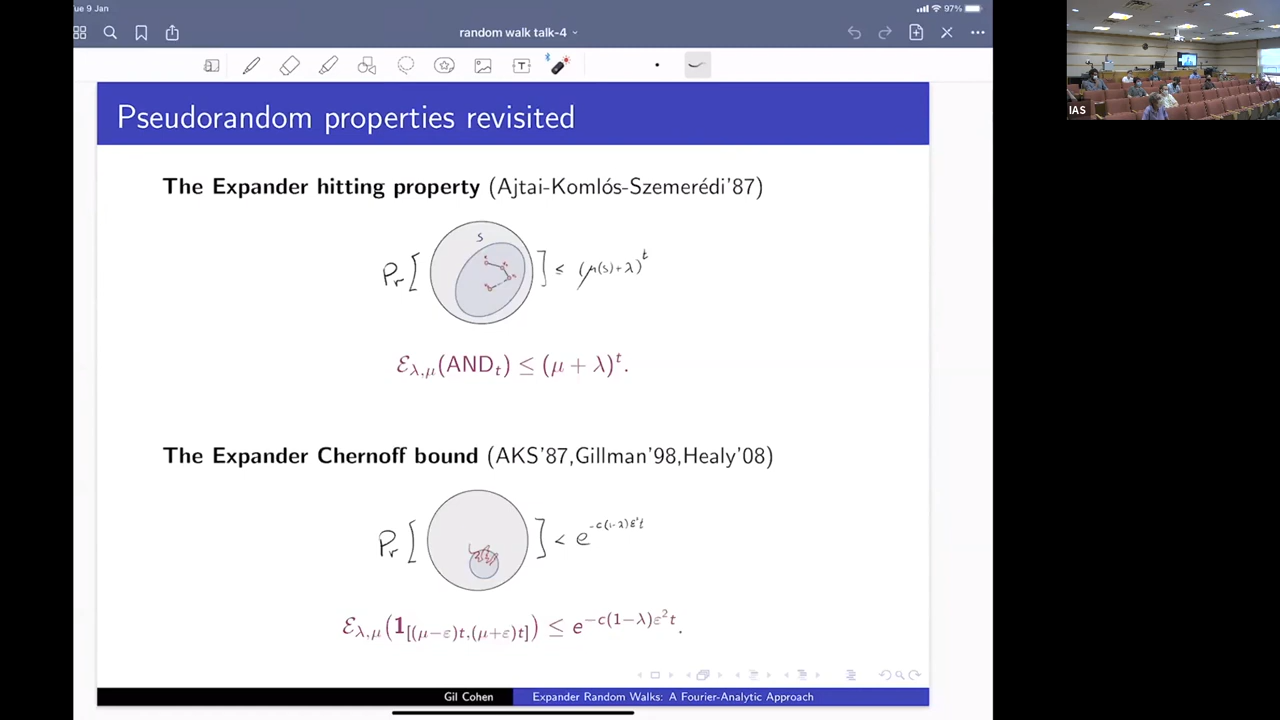 ue 9 Jan
97%
random walk talk-4
IAS
Pseudorandom properties revisited
The Expander hitting property (Ajtai-Komlós-Szemerédi'87)
S
Pr[ ] ≤ (μ(S)+λ)^t
ℰ_{λ,μ}(AND_t) ≤ (μ + λ)^t.
The Expander Chernoff bound (AKS'87,Gillman'98,Healy'08)
Pr[ ] < e^{-c(1-λ)ε²t}
ℰ_{λ,μ}(𝟏_{[(μ−ε)t,(μ+ε)t]}) ≤ e^{−c(1−λ)ε²t}.
Gil Cohen
Expander Random Walks: A Fourier-Analytic Approach